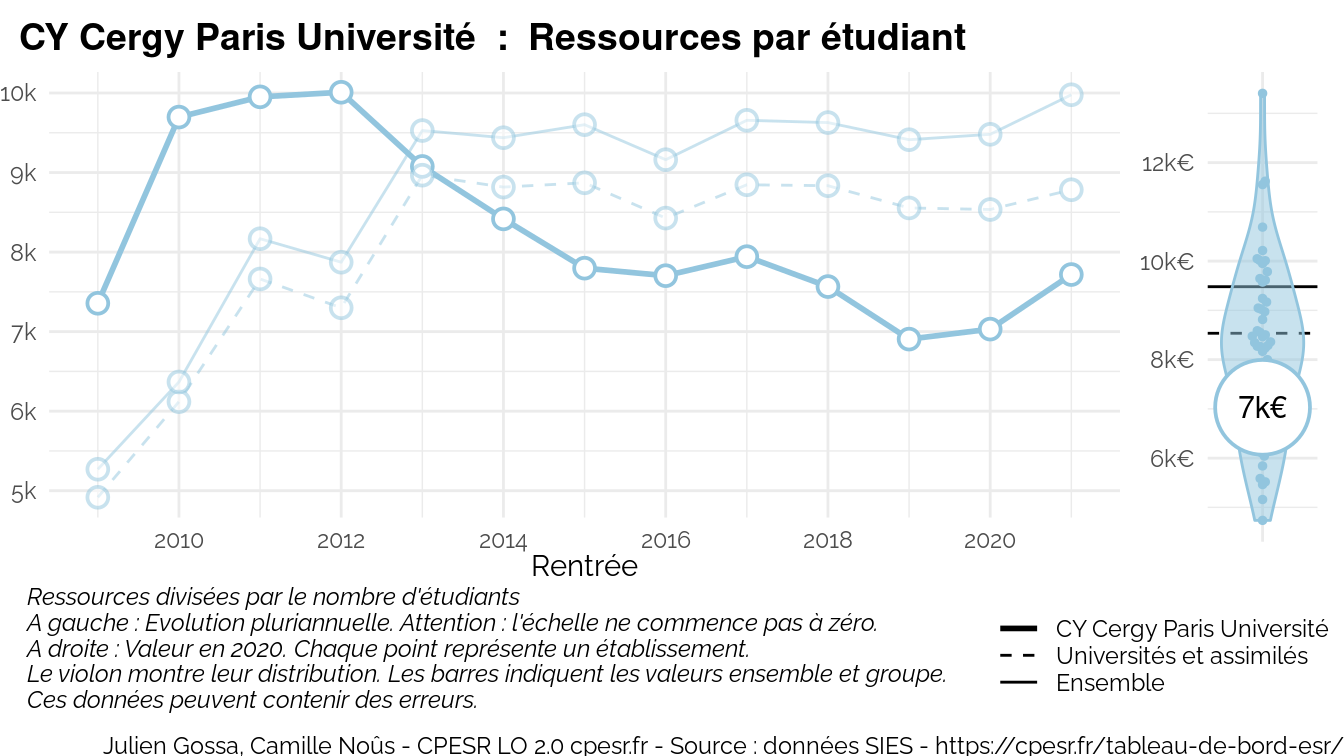 CY Cergy Paris Université : Ressources par étudiant
10k
9k
8k
7k
6k
5k
2010 2012 2014 2016 2018 2020
Rentrée
12k€
10k€
8k€
6k€
7k€
Ressources divisées par le nombre d'étudiants
A gauche : Evolution pluriannuelle. Attention : l'échelle ne commence pas à zéro.
A droite : Valeur en 2020. Chaque point représente un établissement.
Le violon montre leur distribution. Les barres indiquent les valeurs ensemble et groupe.
Ces données peuvent contenir des erreurs.
CY Cergy Paris Université
Universités et assimilés
Ensemble
Julien Gossa, Camille Noûs - CPESR LO 2.0 cpesr.fr - Source : données SIES - https://cpesr.fr/tableau-de-bord-esr/